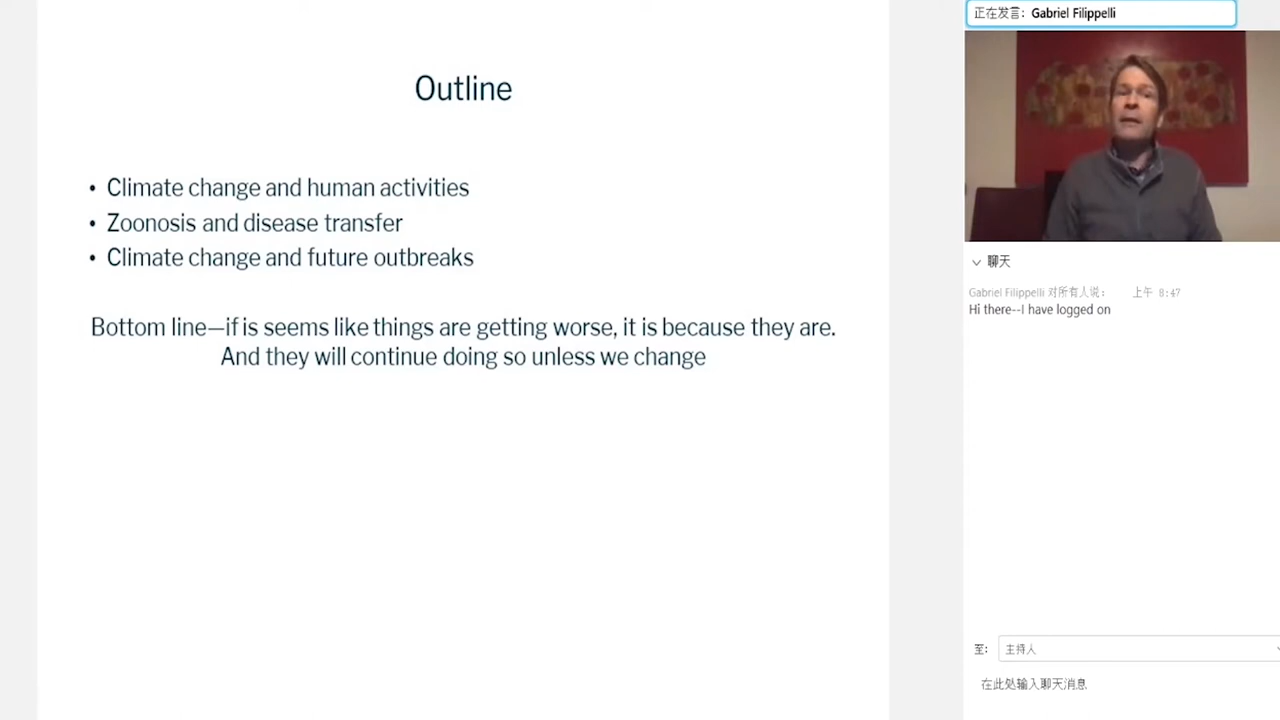 Outline
• Climate change and human activities
• Zoonosis and disease transfer
• Climate change and future outbreaks
Bottom line—if is seems like things are getting worse, it is because they are.
And they will continue doing so unless we change
正在发言: Gabriel Filippelli
聊天
Gabriel Filippelli 对所有人说: 上午 8:47
Hi there--I have logged on
至: 主持人
在此处输入聊天消息